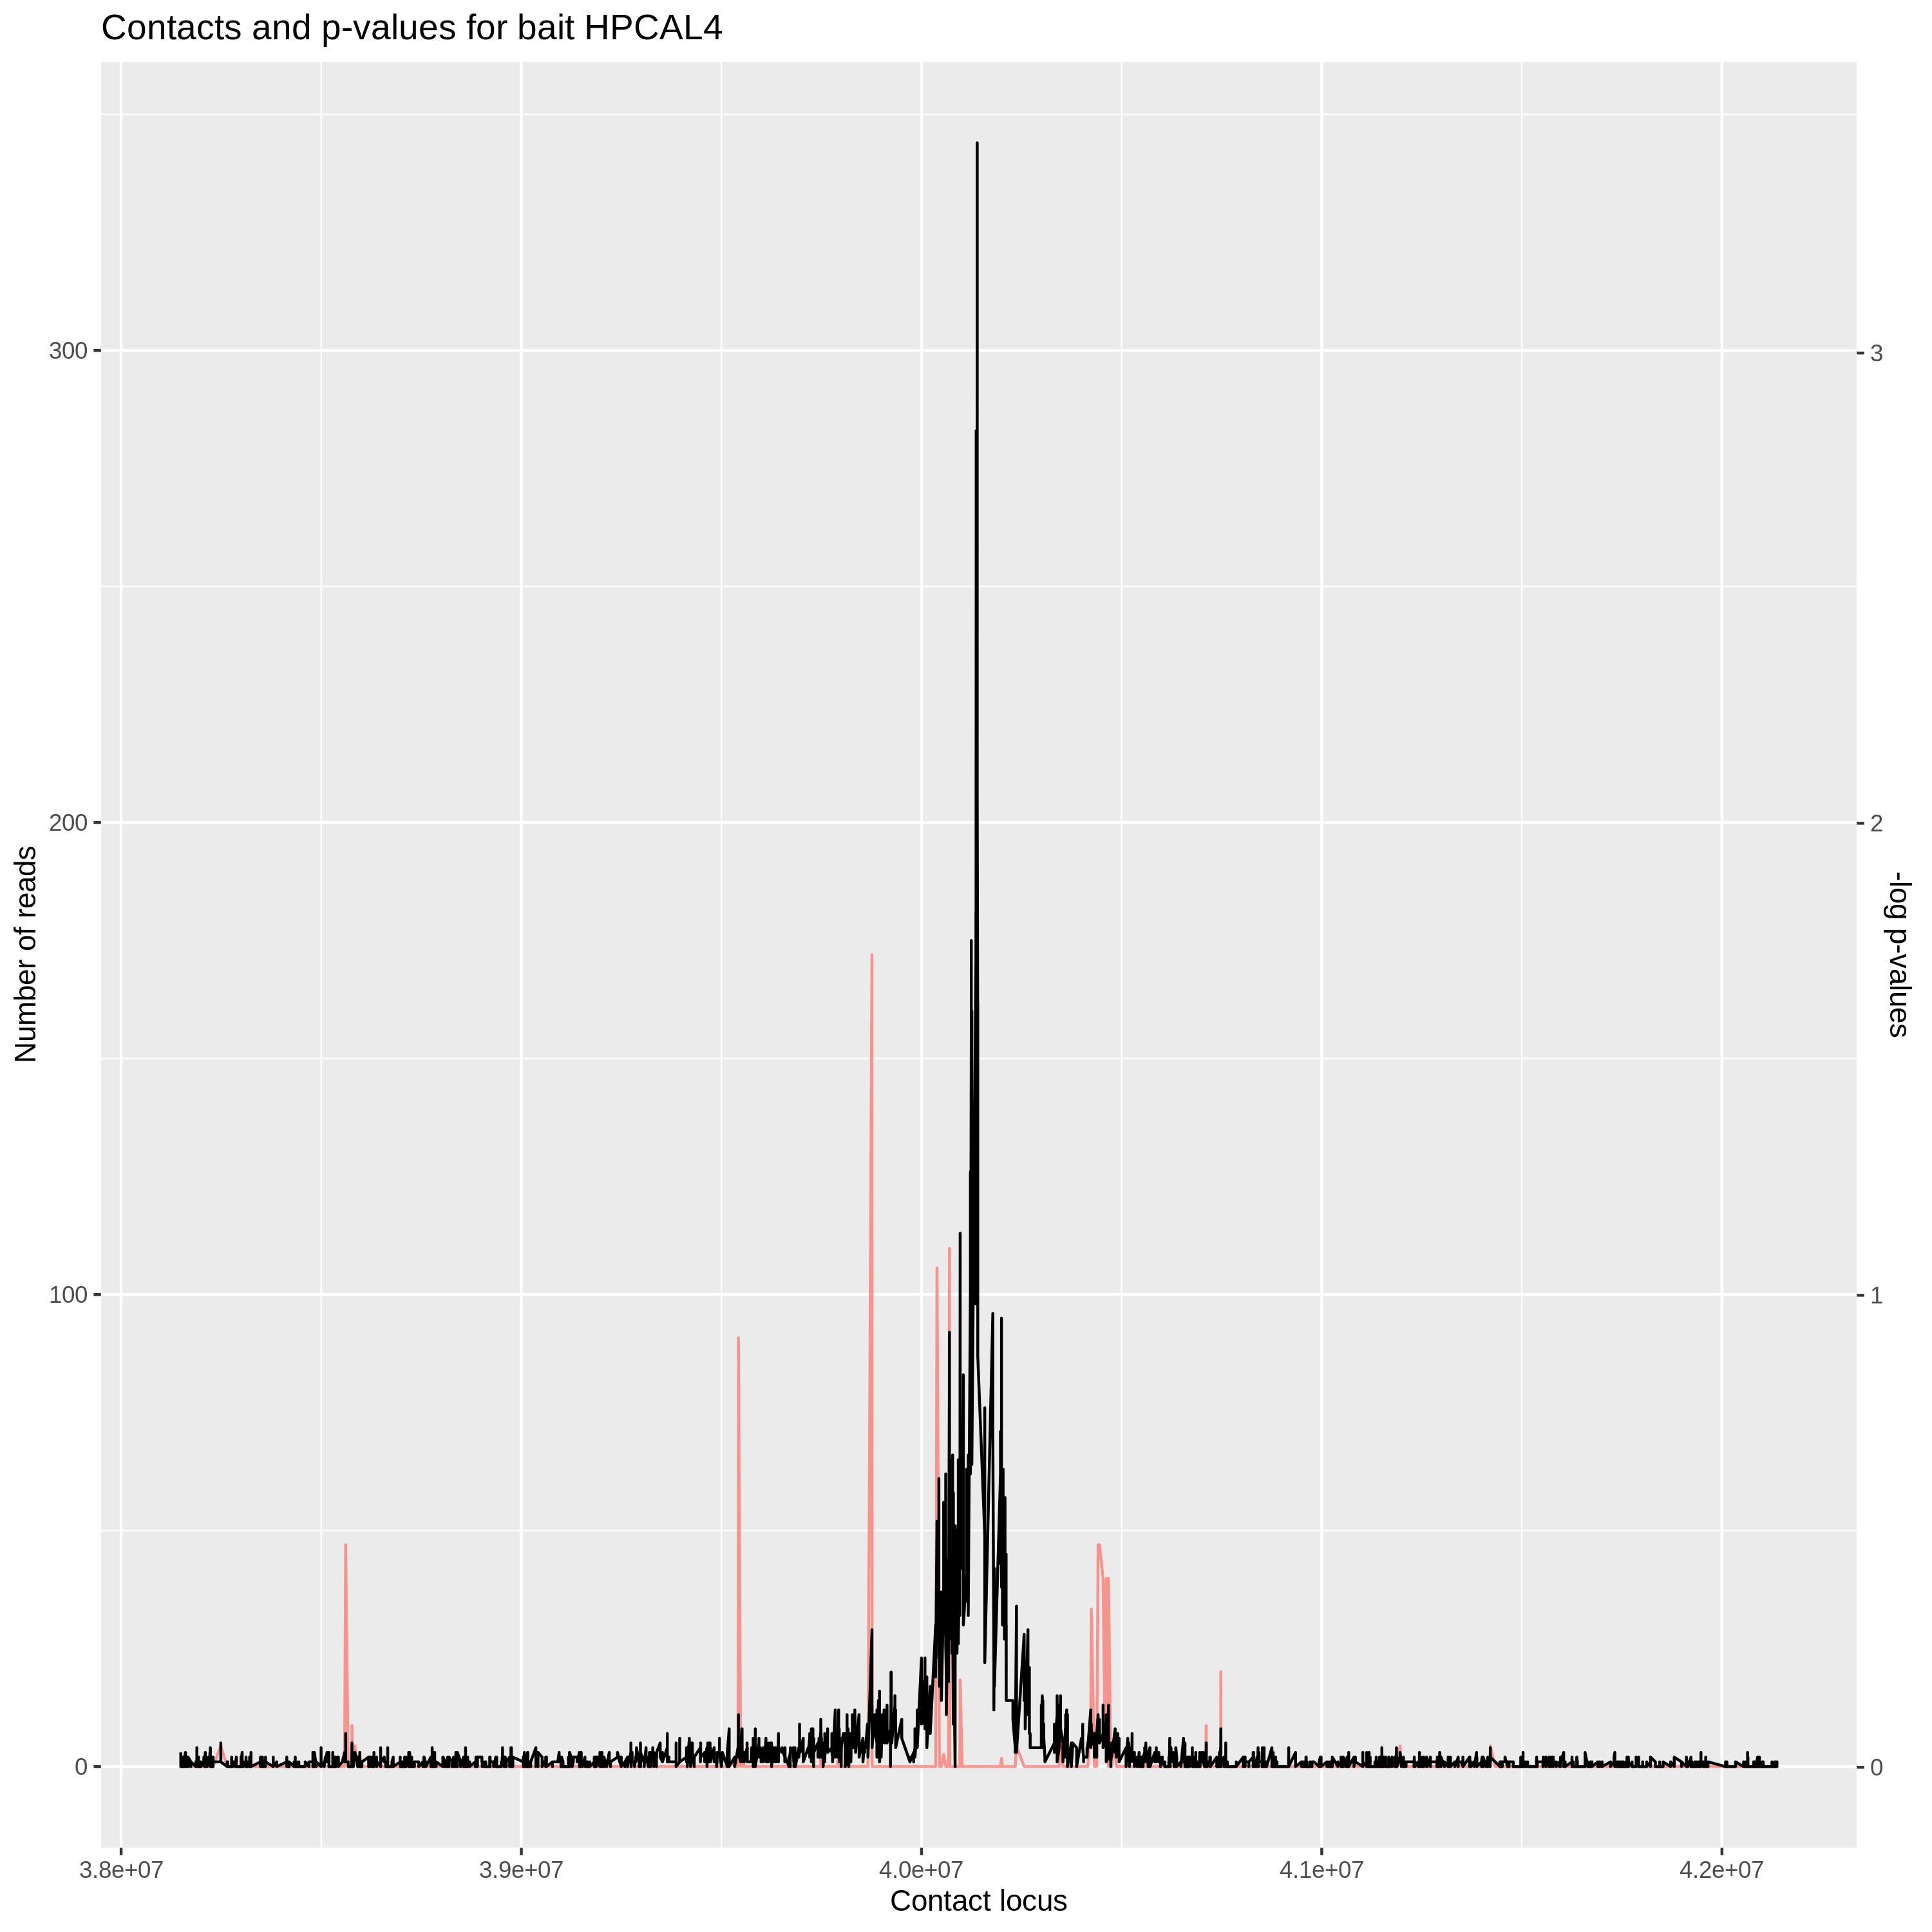 Contacts and p-values for bait HPCAL4
Number of reads
300
200
100
0
3
2
1
0
-log p-values
3.8e+07
3.9e+07
4.0e+07
4.1e+07
4.2e+07
Contact locus